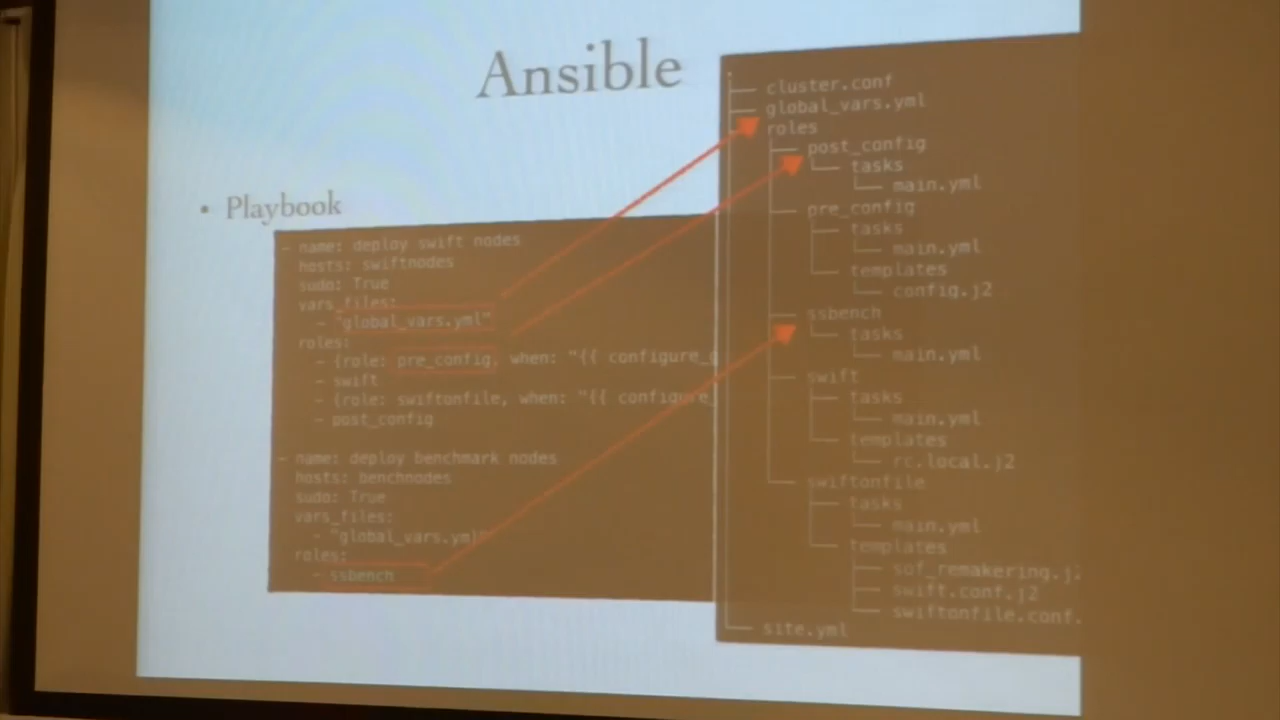 Ansible
• Playbook
- name: deploy swift nodes
hosts: swiftnodes
sudo: True
vars_files:
- "global_vars.yml"
roles:
- {role: pre_config, when: "{{ configure_
- swift
- {role: swiftonfile, when: "{{ configure_
- post_config
- name: deploy benchmark nodes
hosts: benchnodes
sudo: True
vars_files:
- "global_vars.yml"
roles:
- ssbench
.
├── cluster.conf
├── global_vars.yml
├── roles
│   ├── post_config
│   │   └── tasks
│   │       └── main.yml
│   ├── pre_config
│   │   ├── tasks
│   │   │   └── main.yml
│   │   └── templates
│   │       └── config.j2
│   ├── ssbench
│   │   └── tasks
│   │       └── main.yml
│   ├── swift
│   │   ├── tasks
│   │   │   └── main.yml
│   │   └── templates
│   │       └── rc.local.j2
│   └── swiftonfile
│       ├── tasks
│       │   └── main.yml
│       └── templates
│           ├── sof_remakering.j
│           ├── swift.conf.j2
│           └── swiftonfile.conf.
└── site.yml